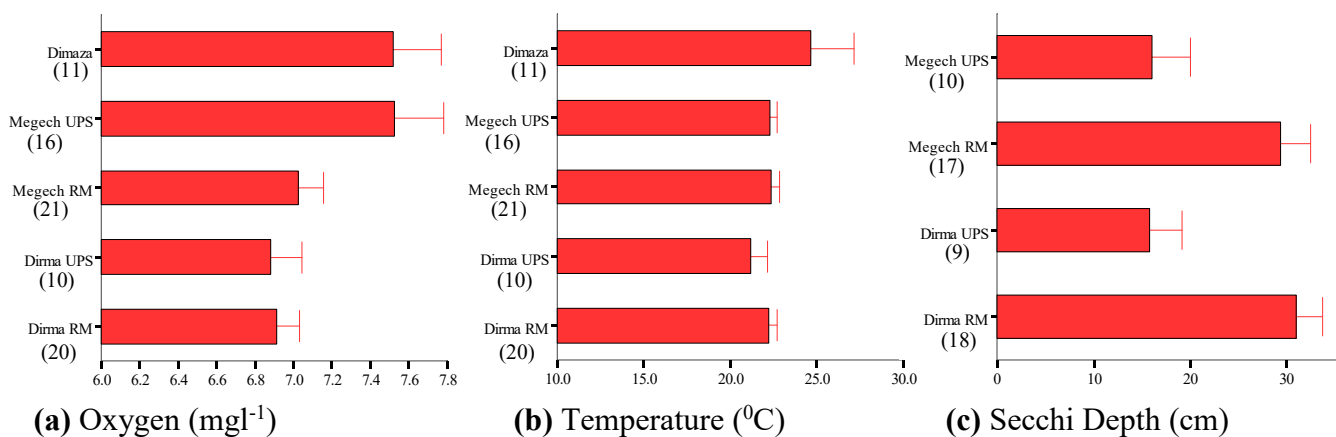 Dimaza
(11)
Megech UPS
(16)
Megech RM
(21)
Dirma UPS
(10)
Dirma RM
(20)
6.0 6.2 6.4 6.6 6.8 7.0 7.2 7.4 7.6 7.8
(a) Oxygen (mgl-1)
Dimaza
(11)
Megech UPS
(16)
Megech RM
(21)
Dirma UPS
(10)
Dirma RM
(20)
10.0 15.0 20.0 25.0 30.0
(b) Temperature (⁰C)
Megech UPS
(10)
Megech RM
(17)
Dirma UPS
(9)
Dirma RM
(18)
0 10 20 30
(c) Secchi Depth (cm)